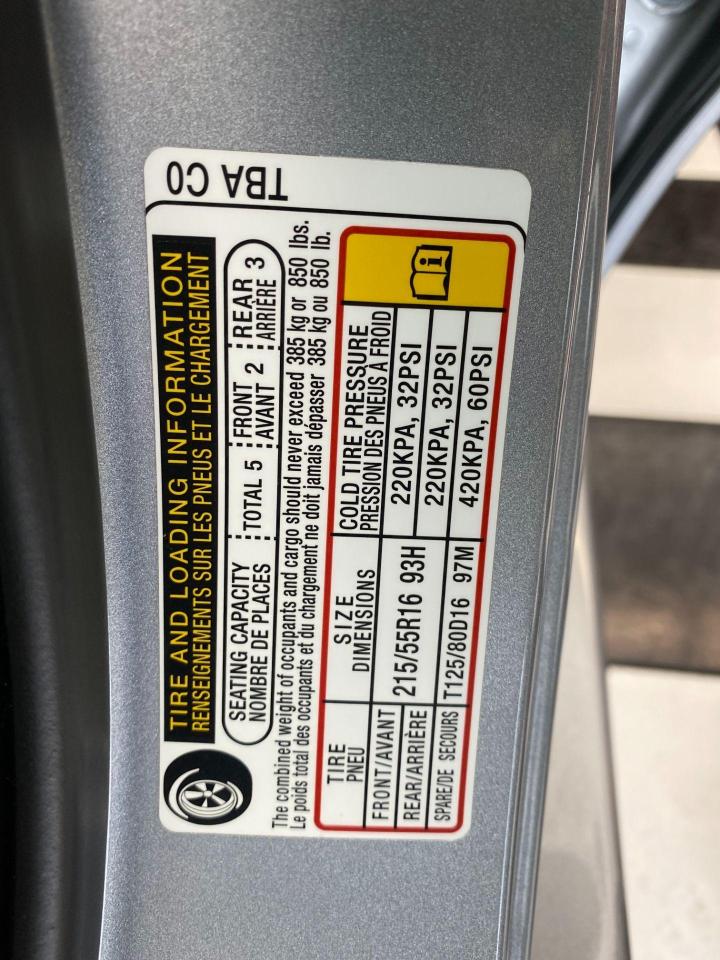 TBA C0
TIRE AND LOADING INFORMATION
RENSEIGNEMENTS SUR LES PNEUS ET LE CHARGEMENT
SEATING CAPACITY TOTAL 5 FRONT 2 REAR 3
NOMBRE DE PLACES AVANT ARRIÈRE
The combined weight of occupants and cargo should never exceed 385 kg or 850 lbs.
Le poids total des occupants et du chargement ne doit jamais dépasser 385 kg ou 850 lb.
TIRE SIZE COLD TIRE PRESSURE
PNEU DIMENSIONS PRESSION DES PNEUS À FROID
FRONT/AVANT 215/55R16 93H 220KPA, 32PSI
REAR/ARRIÈRE 220KPA, 32PSI
SPARE/DE SECOURS T125/80D16 97M 420KPA, 60PSI